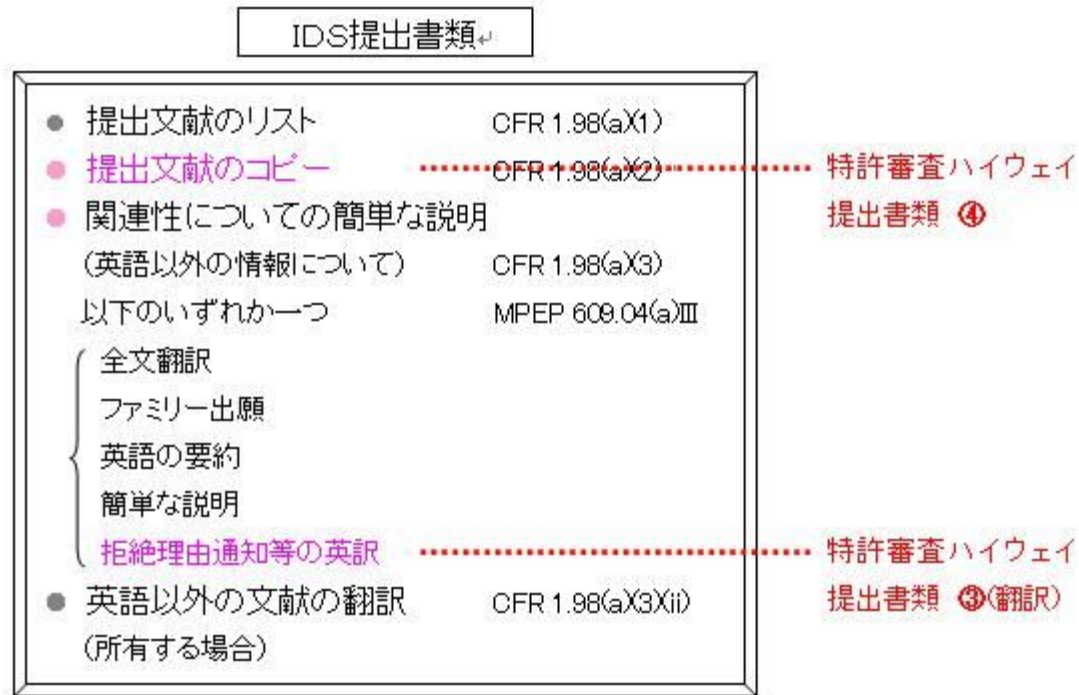 IDS提出書類↵
● 提出文献のリスト CFR 1.98(a)(1)
● 提出文献のコピー CFR 1.98(a)(2) 特許審査ハイウェイ
提出書類 ④
● 関連性についての簡単な説明
(英語以外の情報について) CFR 1.98(a)(3)
以下のいずれか一つ MPEP 609.04(a)Ⅲ
全文翻訳
ファミリー出願
英語の要約
簡単な説明
拒絶理由通知等の英訳 特許審査ハイウェイ
提出書類 ③(翻訳)
● 英語以外の文献の翻訳 CFR 1.98(a)(3)(ii)
(所有する場合)